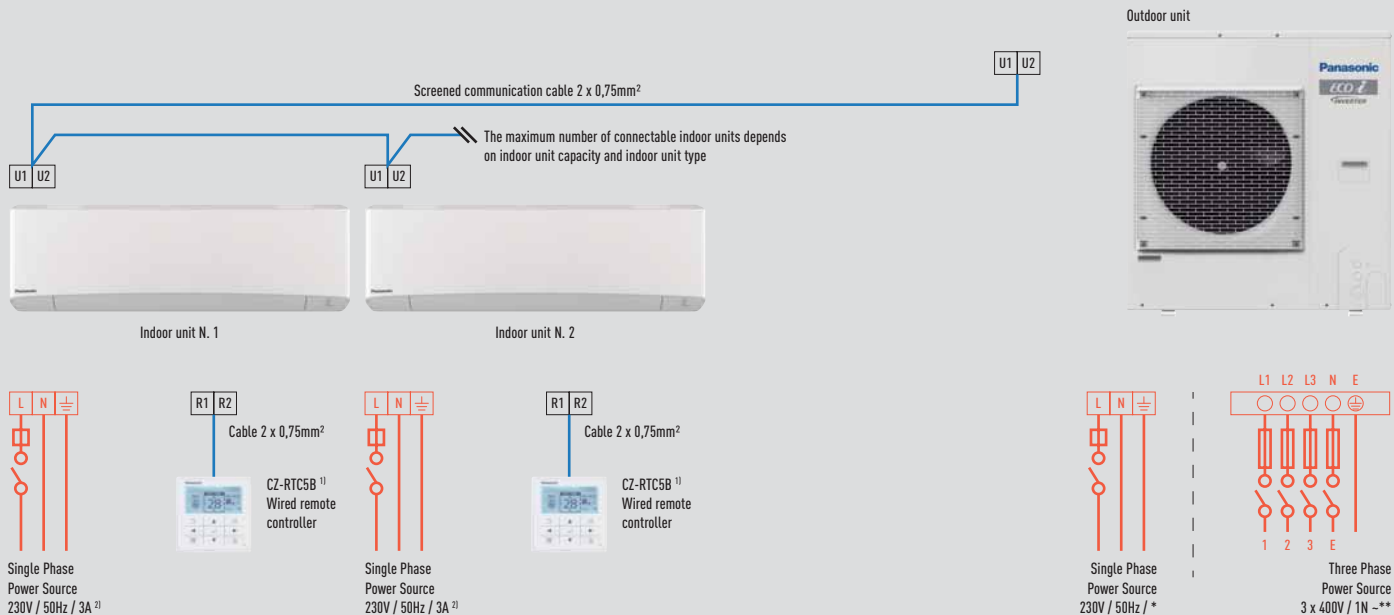 Outdoor unit
Panasonic
ECO i
INVERTER
U1 U2
Screened communication cable 2 x 0,75mm²
The maximum number of connectable indoor units depends
on indoor unit capacity and indoor unit type
U1 U2
U1 U2
Panasonic
Panasonic
Indoor unit N. 1
Indoor unit N. 2
L N
R1 R2
Cable 2 x 0,75mm²
CZ-RTC5B ¹⁾
Wired remote
controller
28
Single Phase
Power Source
230V / 50Hz / 3A ²⁾
L N
R1 R2
Cable 2 x 0,75mm²
CZ-RTC5B ¹⁾
Wired remote
controller
28
Single Phase
Power Source
230V / 50Hz / 3A ²⁾
L N
Single Phase
Power Source
230V / 50Hz / *
L1 L2 L3 N E
1 2 3 E
Three Phase
Power Source
3 x 400V / 1N ~**